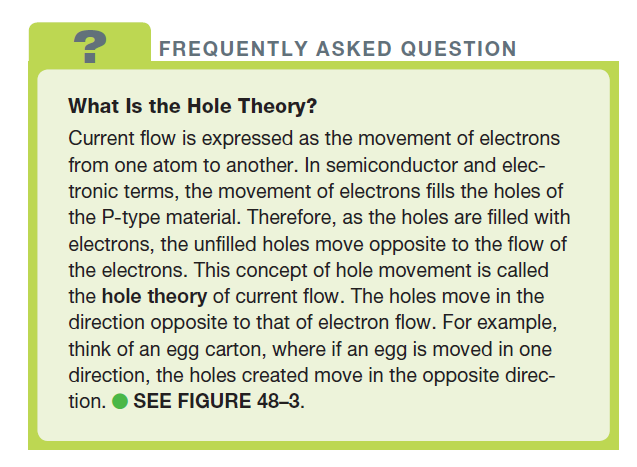 ?
FREQUENTLY ASKED QUESTION
What Is the Hole Theory?
Current flow is expressed as the movement of electrons
from one atom to another. In semiconductor and elec-
tronic terms, the movement of electrons fills the holes of
the P-type material. Therefore, as the holes are filled with
electrons, the unfilled holes move opposite to the flow of
the electrons. This concept of hole movement is called
the hole theory of current flow. The holes move in the
direction opposite to that of electron flow. For example,
think of an egg carton, where if an egg is moved in one
direction, the holes created move in the opposite direc-
tion. ● SEE FIGURE 48–3.